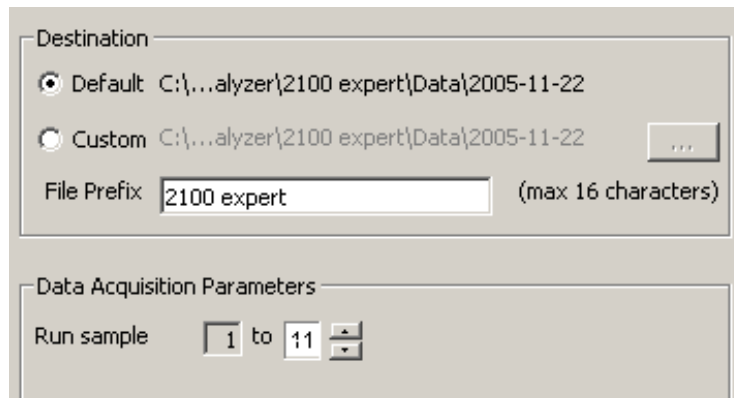 Destination
Default C:\...alyzer\2100 expert\Data\2005-11-22
Custom C:\...alyzer\2100 expert\Data\2005-11-22 ...
File Prefix 2100 expert (max 16 characters)
Data Acquisition Parameters
Run sample 1 to 11